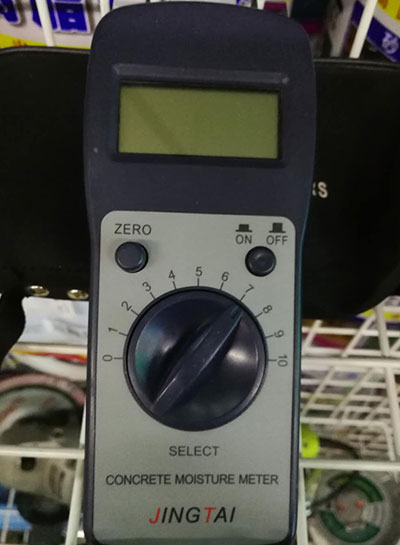 ZERO
ON OFF
0 1 2 3 4 5 6 7 8 9 10
SELECT
CONCRETE MOISTURE METER
JINGTAI